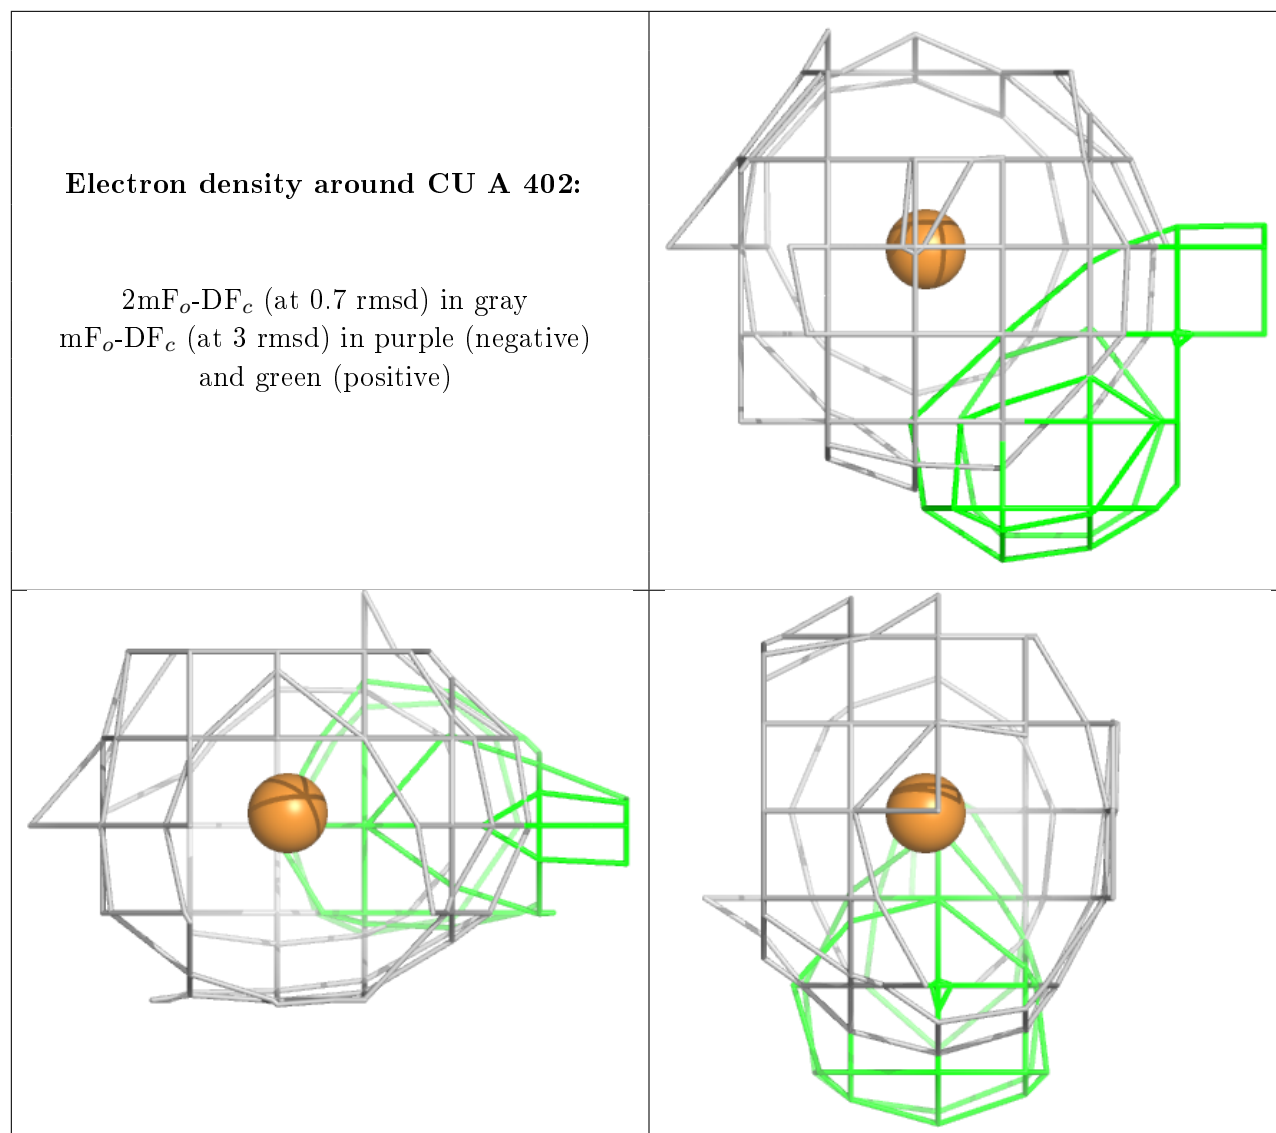 Electron density around CU A 402:
2mFₒ-DF𝒸 (at 0.7 rmsd) in gray
mFₒ-DF𝒸 (at 3 rmsd) in purple (negative)
and green (positive)